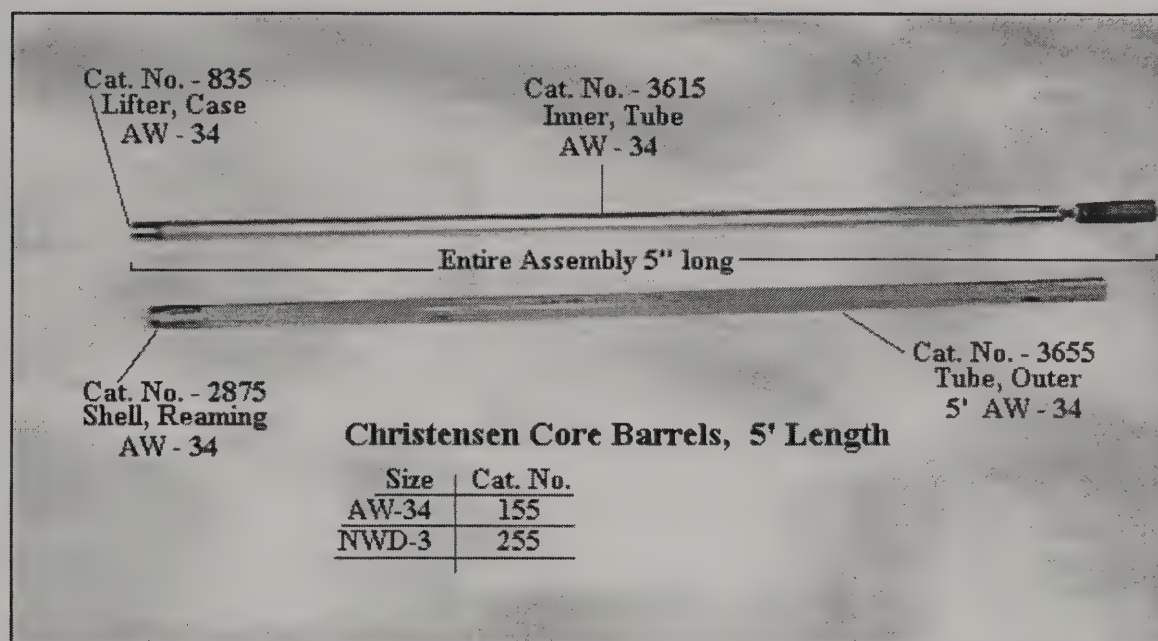 Cat. No. - 835
Lifter, Case
AW - 34
Cat. No. - 3615
Inner, Tube
AW - 34
Entire Assembly 5" long
Cat. No. - 2875
Shell, Reaming
AW - 34
Cat. No. - 3655
Tube, Outer
5' AW - 34
Christensen Core Barrels, 5' Length
Size Cat. No.
AW-34 155
NWD-3 255